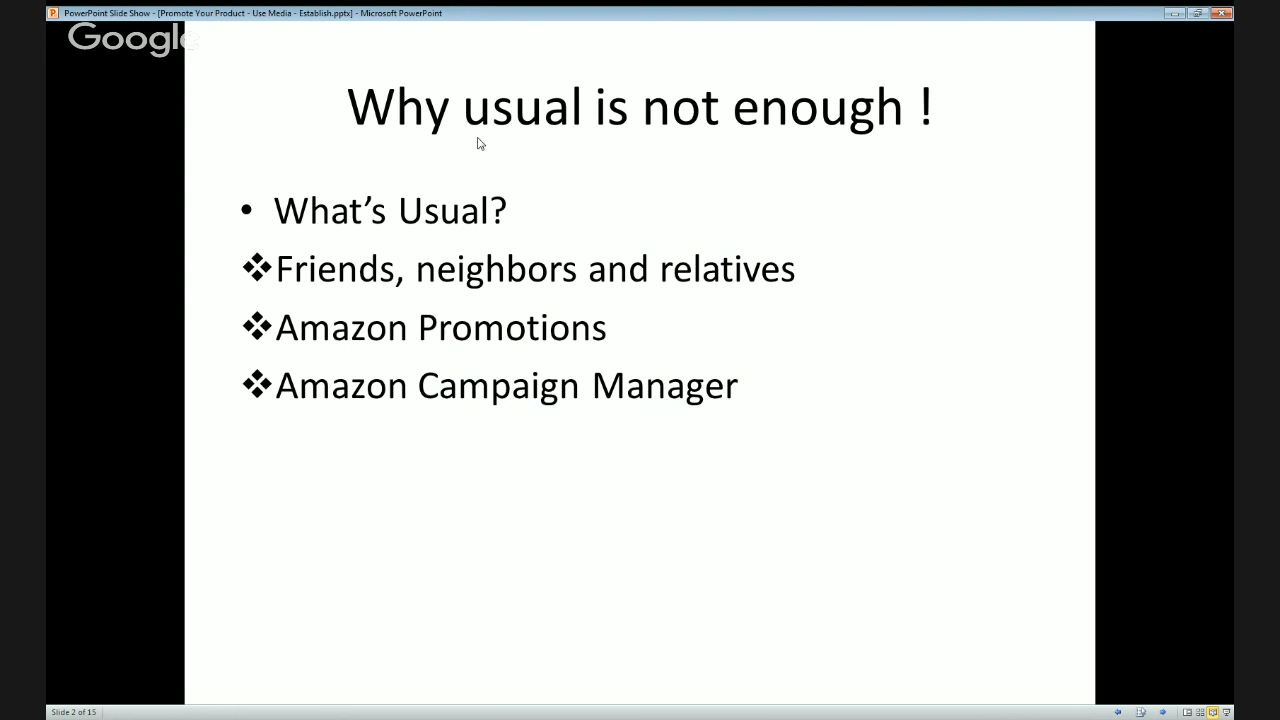 PowerPoint Slide Show - [Promote Your Product - Use Media - Establish.pptx] - Microsoft PowerPoint
Google
Why usual is not enough !
• What's Usual?
❖Friends, neighbors and relatives
❖Amazon Promotions
❖Amazon Campaign Manager
Slide 2 of 15